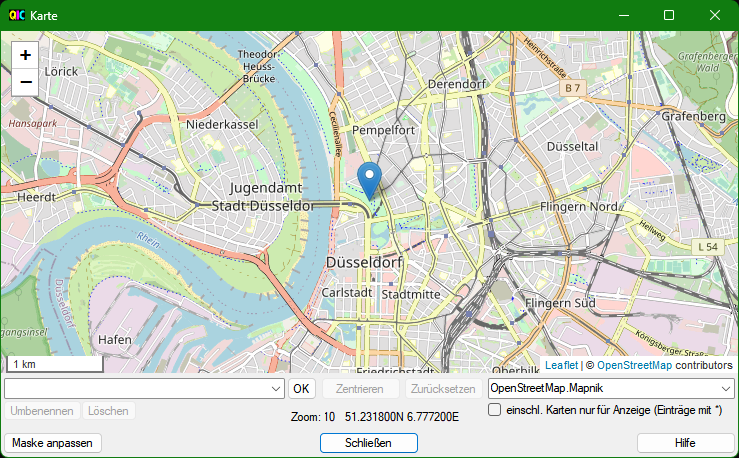 QIC Karte
+
−
Lörick
Theodor-
Heuss-
Brücke
Heinrichstraße
Grafenberger
Wald
Derendorf
B 7
Hansapark
Niederkassel
Cecilienallee
Pempelfort
Grafenberg
Düsseltal
Jugendamt
Stadt Düsseldorf
Heerdt
Flingern Nord
Hellweg
L 54
Rhein
Düsseldorf
Düsseldorf
Carlstadt
Stadtmitte
Flingern Süd
Hafen
Königsberger Straße
Friedrichstadt
Oberbilk
1 km
Leaflet | © OpenStreetMap contributors
OK
Zentrieren
Zurücksetzen
OpenStreetMap.Mapnik
Umbenennen
Löschen
Zoom: 10 51.231800N 6.777200E
einschl. Karten nur für Anzeige (Einträge mit *)
Maske anpassen
Schließen
Hilfe